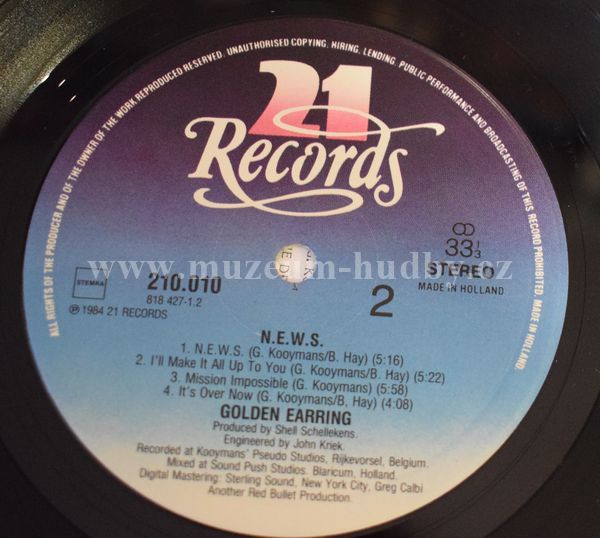 ALL RIGHTS OF THE PRODUCER AND OF THE OWNER OF THE WORK REPRODUCED RESERVED. UNAUTHORISED COPYING, HIRING, LENDING, PUBLIC PERFORMANCE AND BROADCASTING OF THIS RECORD PROHIBITED. MADE IN HOLLAND.
21
Records
www.muzeum-hudby.cz
STEMRA
210.010
818 427-1.2
℗ 1984 21 RECORDS
33 1/3
STEREO
MADE IN HOLLAND
2
N.E.W.S.
1. N.E.W.S. (G. Kooymans/B. Hay) (5:16)
2. I'll Make It All Up To You (G. Kooymans/B. Hay) (5:22)
3. Mission Impossible (G. Kooymans) (5:58)
4. It's Over Now (G. Kooymans/B, Hay) (4:08)
GOLDEN EARRING
Produced by Shell Schellekens.
Engineered by John Kriek.
Recorded at Kooymans' Pseudo Studios, Rijkevorsel, Belgium.
Mixed at Sound Push Studios. Blaricum, Holland.
Digital Mastering: Sterling Sound, New York City, Greg Calbi
Another Red Bullet Production.